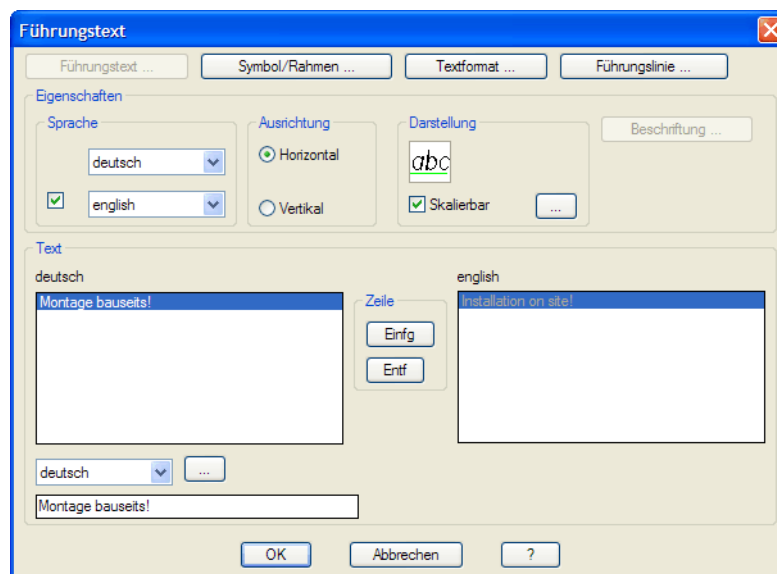 Führungstext
Führungstext ...
Symbol/Rahmen ...
Textformat ...
Führungslinie ...
Eigenschaften
Sprache
Ausrichtung
Darstellung
Beschriftung ...
deutsch
Horizontal
abc
english
Vertikal
Skalierbar
...
Text
deutsch
english
Montage bauseits!
Zeile
Installation on site!
Einfg
Entf
deutsch
...
Montage bauseits!
OK
Abbrechen
?